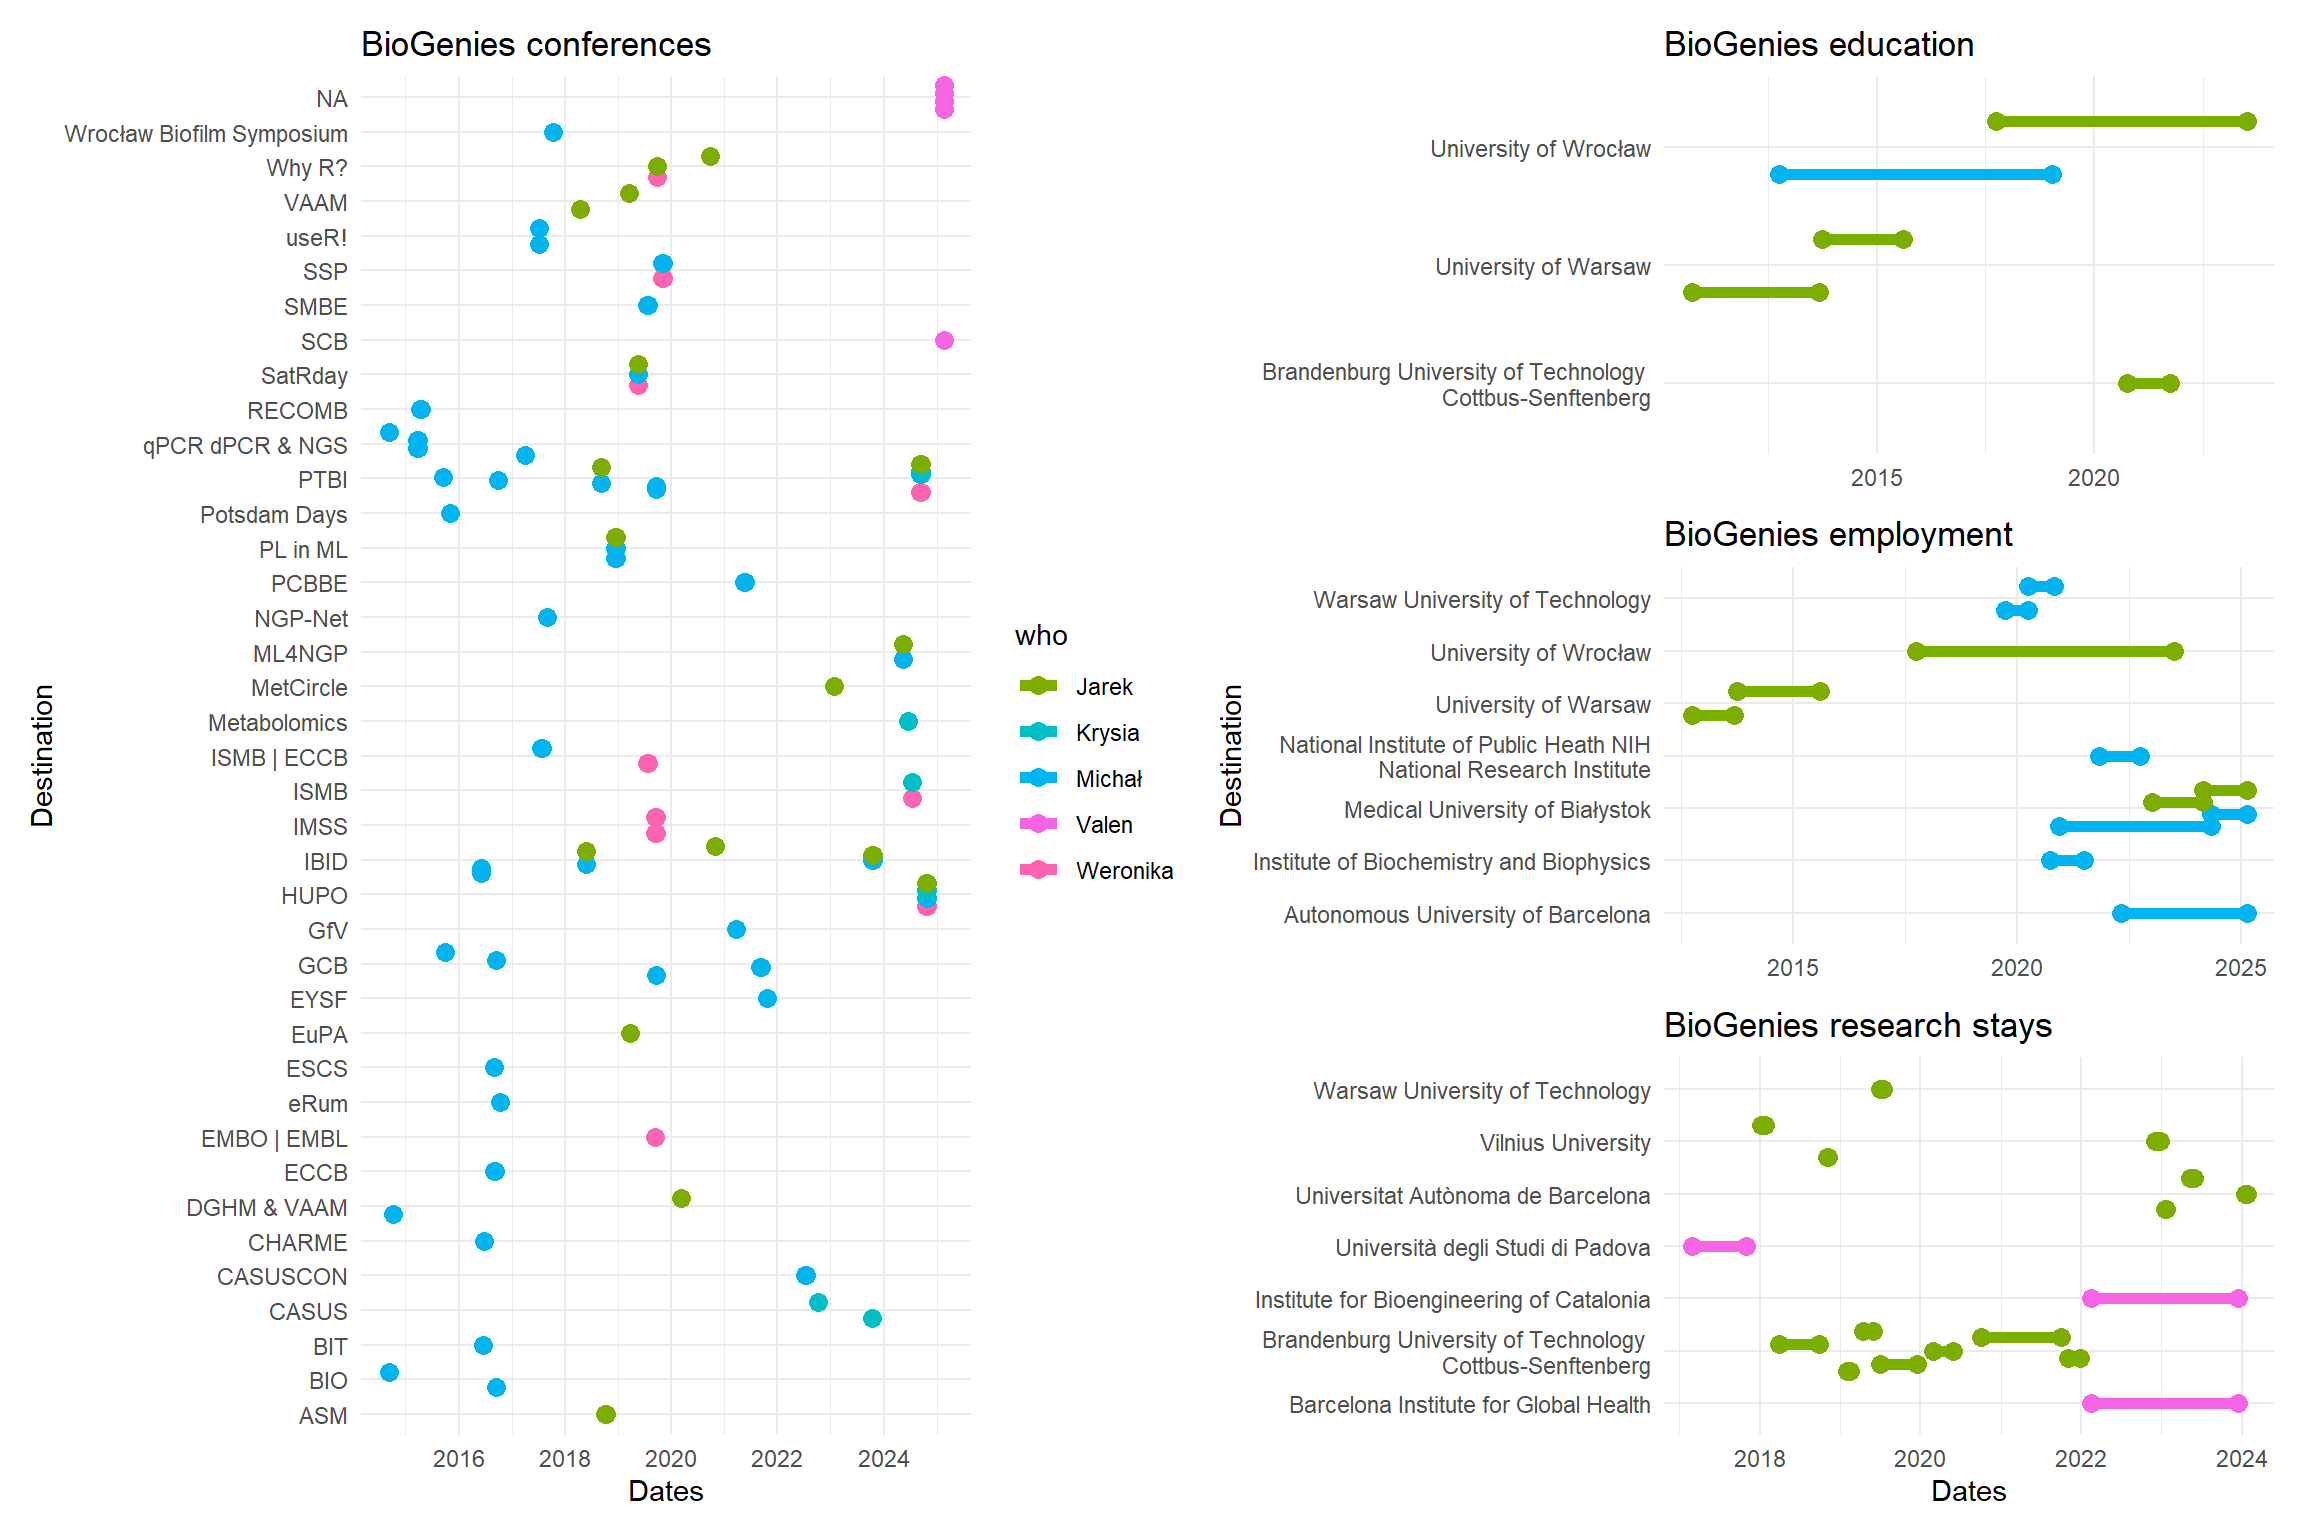 BioGenies conferences
NA
Wrocław Biofilm Symposium
Why R?
VAAM
useR!
SSP
SMBE
SCB
SatRday
RECOMB
qPCR dPCR & NGS
PTBI
Potsdam Days
PL in ML
PCBBE
NGP-Net
ML4NGP
MetCircle
Metabolomics
ISMB | ECCB
ISMB
IMSS
IBID
HUPO
GfV
GCB
EYSF
EuPA
ESCS
eRum
EMBO | EMBL
ECCB
DGHM & VAAM
CHARME
CASUSCON
CASUS
BIT
BIO
ASM
Destination
2016 2018 2020 2022 2024
Dates
who
Jarek
Krysia
Michał
Valen
Weronika
BioGenies education
University of Wrocław
University of Warsaw
Brandenburg University of Technology
Cottbus-Senftenberg
2015 2020
BioGenies employment
Warsaw University of Technology
University of Wrocław
University of Warsaw
National Institute of Public Heath NIH
National Research Institute
Medical University of Białystok
Institute of Biochemistry and Biophysics
Autonomous University of Barcelona
Destination
2015 2020 2025
BioGenies research stays
Warsaw University of Technology
Vilnius University
Universitat Autònoma de Barcelona
Università degli Studi di Padova
Institute for Bioengineering of Catalonia
Brandenburg University of Technology
Cottbus-Senftenberg
Barcelona Institute for Global Health
2018 2020 2022 2024
Dates